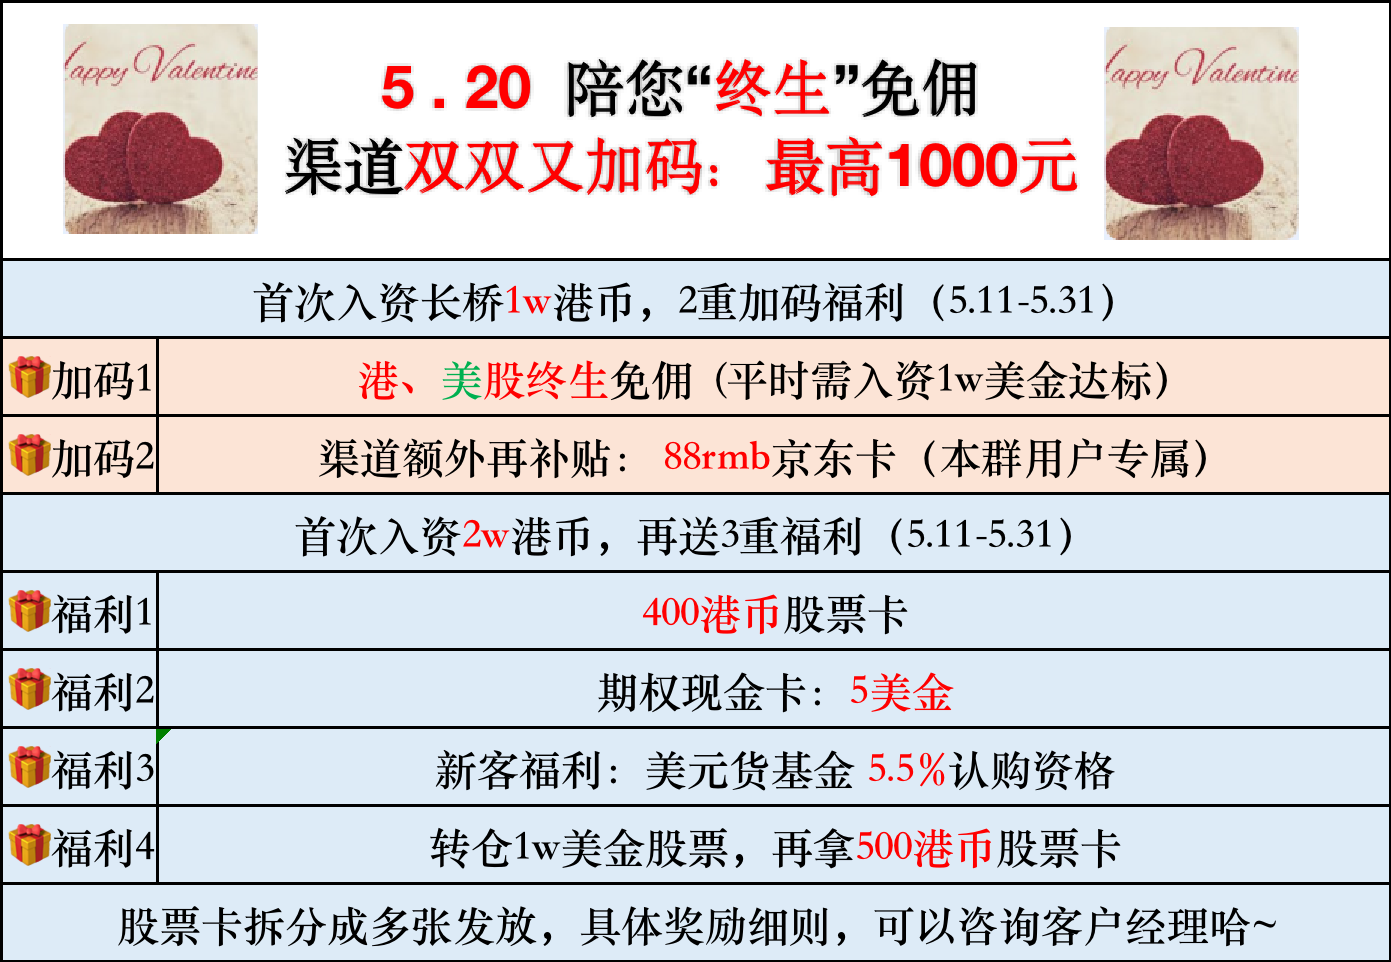 Happy Valentine
Happy Valentine
5 . 20 陪您“终生”免佣
渠道双双又加码： 最高1000元
首次入资长桥1w港币，2重加码福利（5.11-5.31）
加码1 港、美股终生免佣（平时需入资1w美金达标）
加码2 渠道额外再补贴： 88rmb京东卡（本群用户专属）
首次入资2w港币，再送3重福利（5.11-5.31）
福利1 400港币股票卡
福利2 期权现金卡：5美金
福利3 新客福利：美元货基金 5.5%认购资格
福利4 转仓1w美金股票，再拿500港币股票卡
股票卡拆分成多张发放，具体奖励细则，可以咨询客户经理哈~